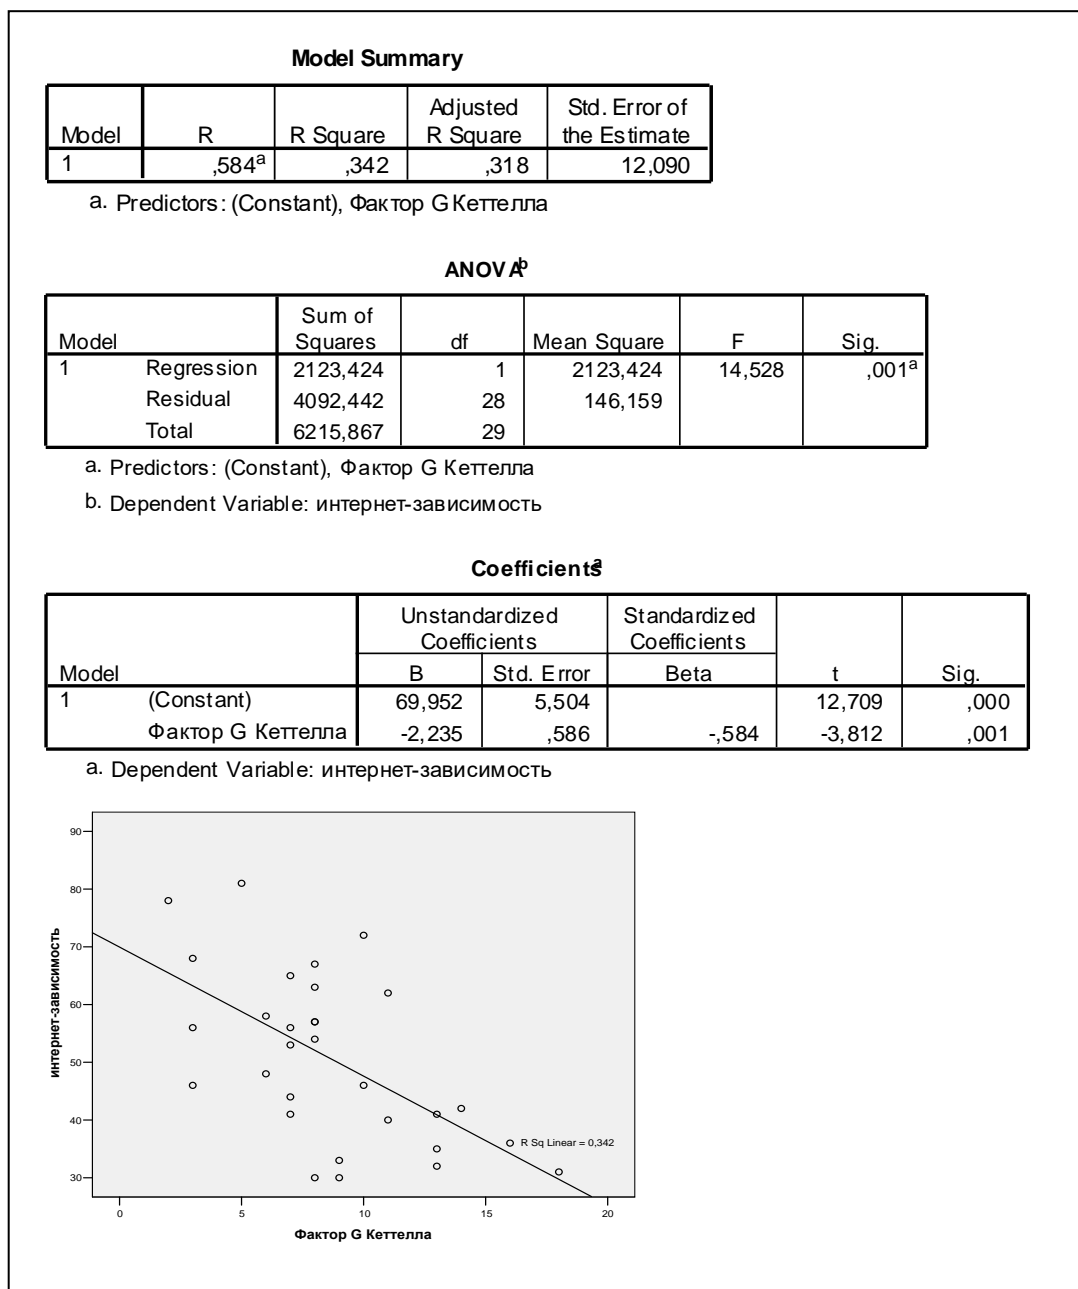 Model Summary
Model R R Square Adjusted R Square Std. Error of the Estimate
1 ,584a ,342 ,318 12,090
a. Predictors: (Constant), Фактор G Кеттелла
ANOVAb
Model Sum of Squares df Mean Square F Sig.
1 Regression 2123,424 1 2123,424 14,528 ,001a
Residual 4092,442 28 146,159
Total 6215,867 29
a. Predictors: (Constant), Фактор G Кеттелла
b. Dependent Variable: интернет-зависимость
Coefficientsa
Unstandardized Coefficients Standardized Coefficients
Model B Std. Error Beta t Sig.
1 (Constant) 69,952 5,504 12,709 ,000
Фактор G Кеттелла -2,235 ,586 -,584 -3,812 ,001
a. Dependent Variable: интернет-зависимость
90
80
70
60
50
40
30
интернет-зависимость
R Sq Linear = 0,342
0 5 10 15 20
Фактор G Кеттелла